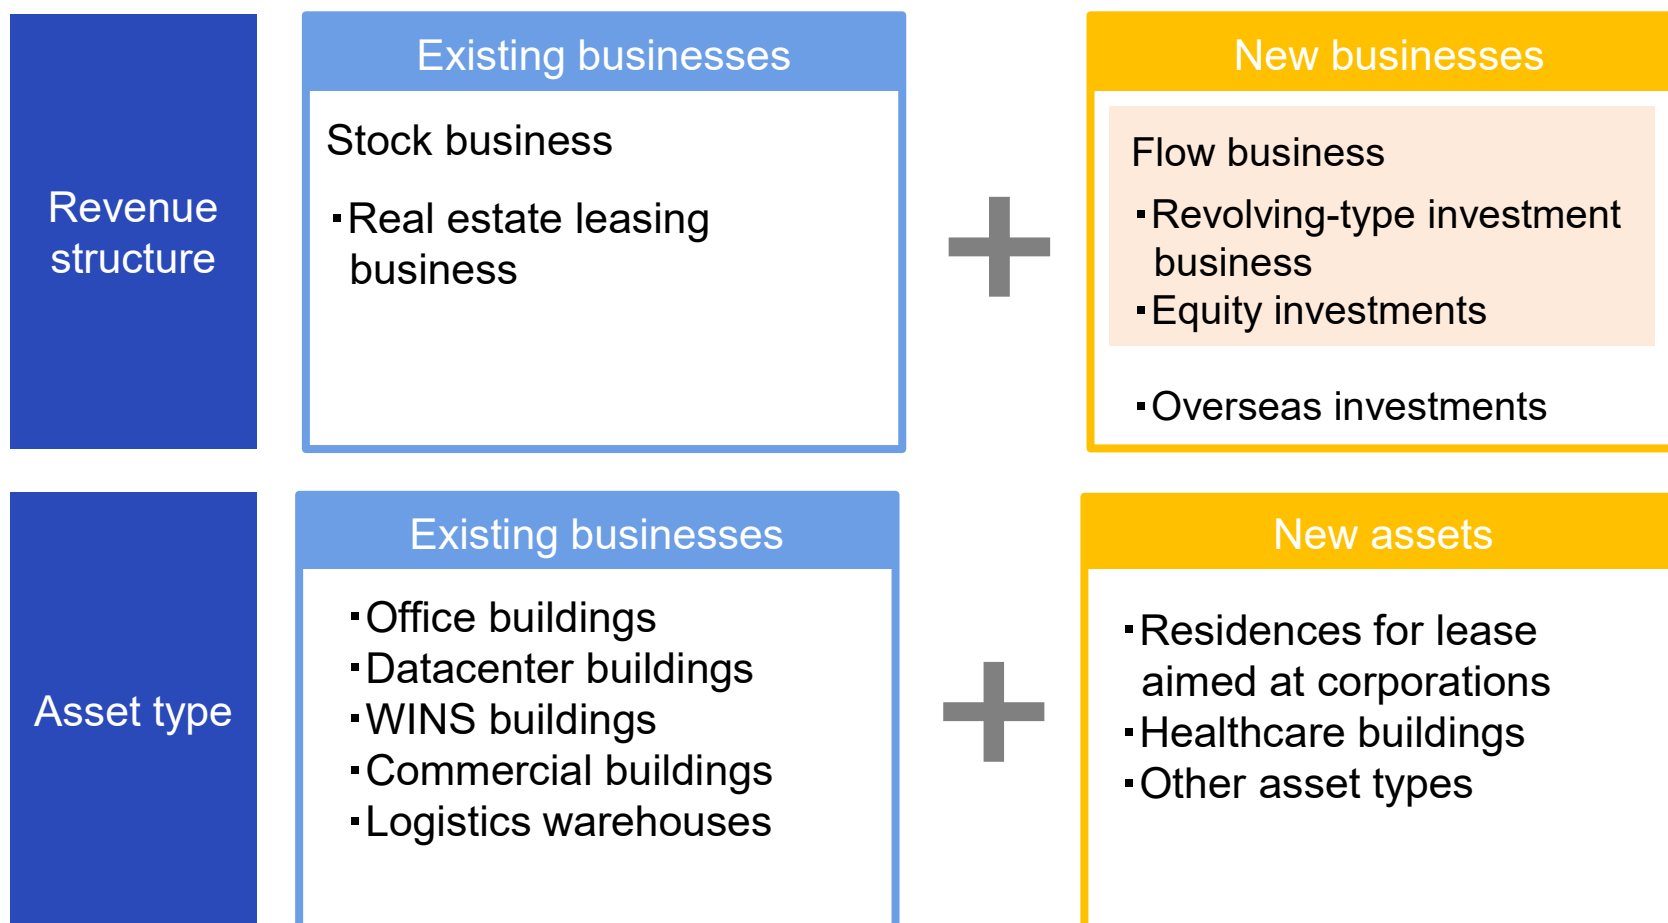 Revenue
structure
Existing businesses
Stock business
▪Real estate leasing
business
New businesses
Flow business
▪Revolving-type investment
business
▪Equity investments
▪Overseas investments
Asset type
Existing businesses
▪Office buildings
▪Datacenter buildings
▪WINS buildings
▪Commercial buildings
▪Logistics warehouses
New assets
▪Residences for lease
aimed at corporations
▪Healthcare buildings
▪Other asset types